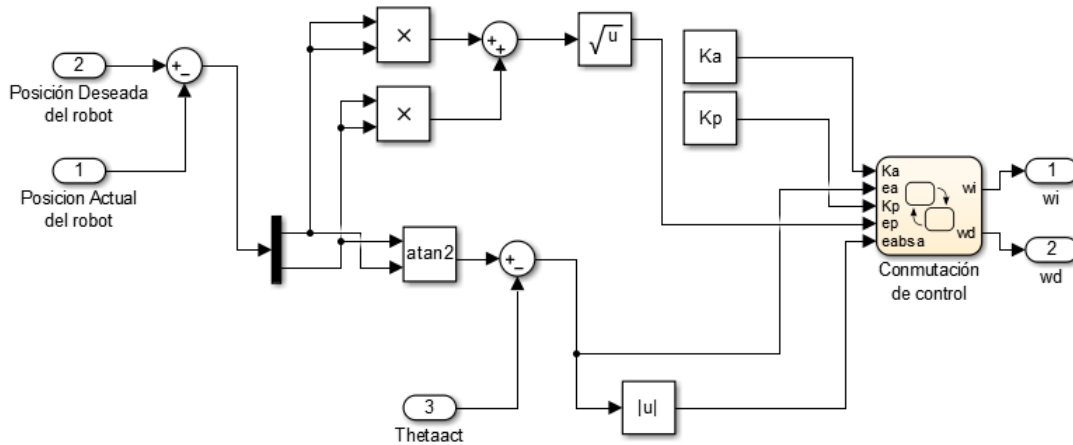 2
+
−
Posición Deseada
del robot
1
Posicion Actual
del robot
×
×
+
+
√u
atan2
+
−
3
Thetaact
|u|
Ka
Kp
Ka
ea
Kp
ep
eabsa
wi
wd
Conmutación
de control
1
wi
2
wd